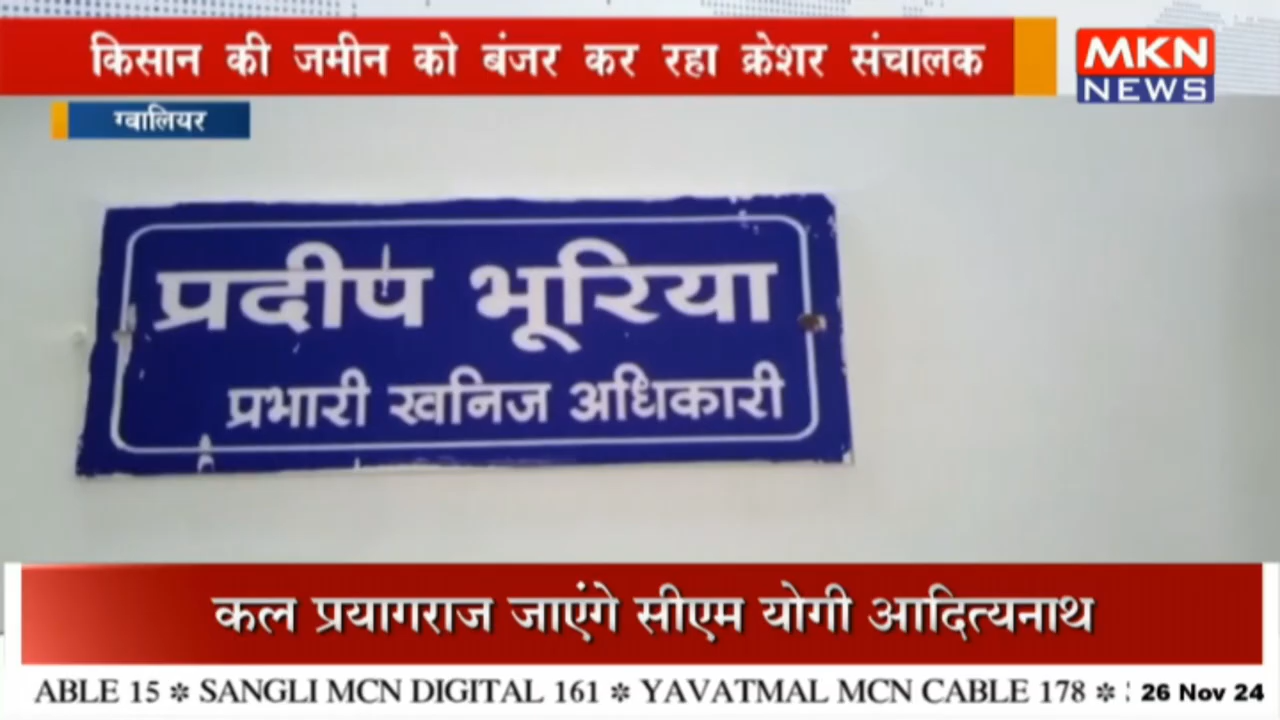 किसान की जमीन को बंजर कर रहा क्रेशर संचालक
MKN
NEWS
ग्वालियर
प्रदीप भूरिया
प्रभारी खनिज अधिकारी
कल प्रयागराज जाएंगे सीएम योगी आदित्यनाथ
ABLE 15 ✻ SANGLI MCN DIGITAL 161 ✻ YAVATMAL MCN CABLE 178 ✻ 26 Nov 24